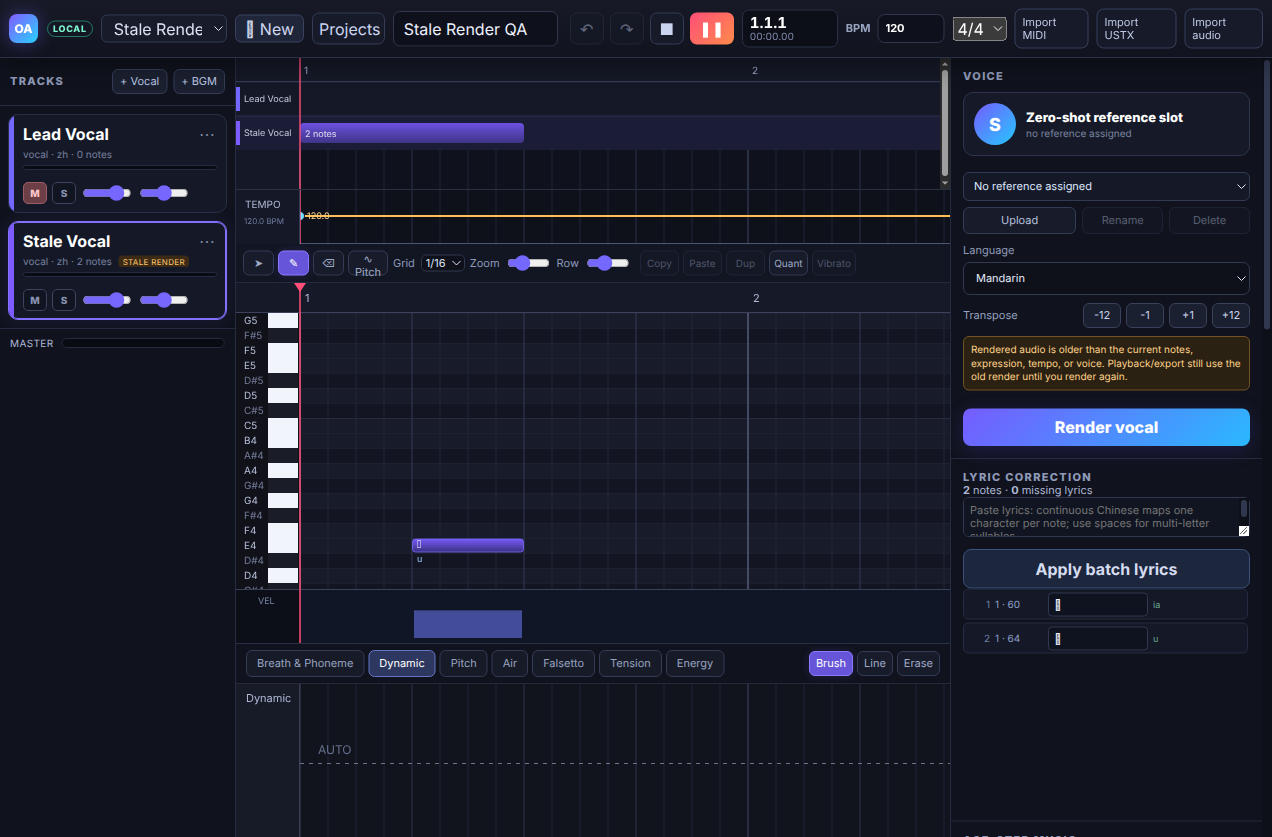 OA LOCAL Stale Rende New Projects Stale Render QA 1.1.1 BPM 120 4/4 Import MIDI Import USTX Import audio
00:00.00
TRACKS + Vocal + BGM
Lead Vocal ...
vocal · zh · 0 notes
M S
Stale Vocal ...
vocal · zh · 2 notes STALE RENDER
M S
MASTER
1 2
Lead Vocal
Stale Vocal 2 notes
TEMPO
120.0 BPM 120.0
Pitch Grid 1/16 Zoom Row Copy Paste Dup Quant Vibrato
1 2
G5
F#5
F5
E5
D#5
D5
C#5
C5
B4
A#4
A4
G#4
G4
F#4
F4
E4
D#4 u
D4
VEL
Breath & Phoneme Dynamic Pitch Air Falsetto Tension Energy Brush Line Erase
Dynamic
AUTO
VOICE
S Zero-shot reference slot
no reference assigned
No reference assigned
Upload Rename Delete
Language
Mandarin
Transpose -12 -1 +1 +12
Rendered audio is older than the current notes,
expression, tempo, or voice. Playback/export still use the
old render until you render again.
Render vocal
LYRIC CORRECTION
2 notes · 0 missing lyrics
Paste lyrics: continuous Chinese maps one
character per note; use spaces for multi-letter
syllables.
Apply batch lyrics
1 1 · 60 ia
2 1 · 64 u